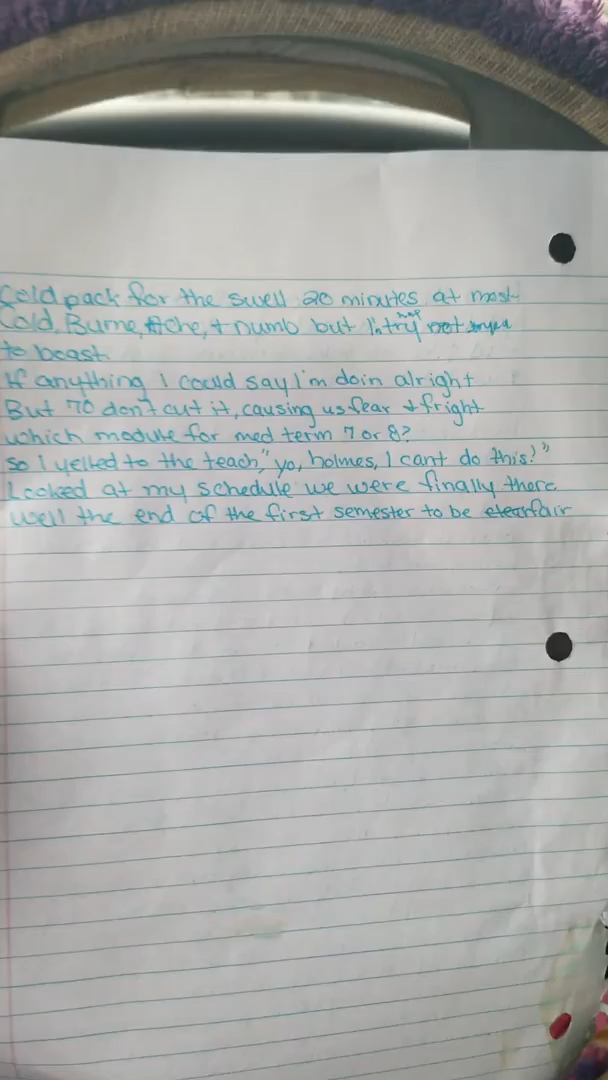 Cold pack for the swell 20 minutes at most
Cold, Burne, Ache, + numb but I try not
to boast
If anything I could say I'm doin alright
But 70 don't cut it, causing us fear + fright
which module for med term 7 or 8?
so I yelled to the teach, "yo, holmes, I cant do this!"
Looked at my schedule we were finally there
well the end of the first semester to be fair